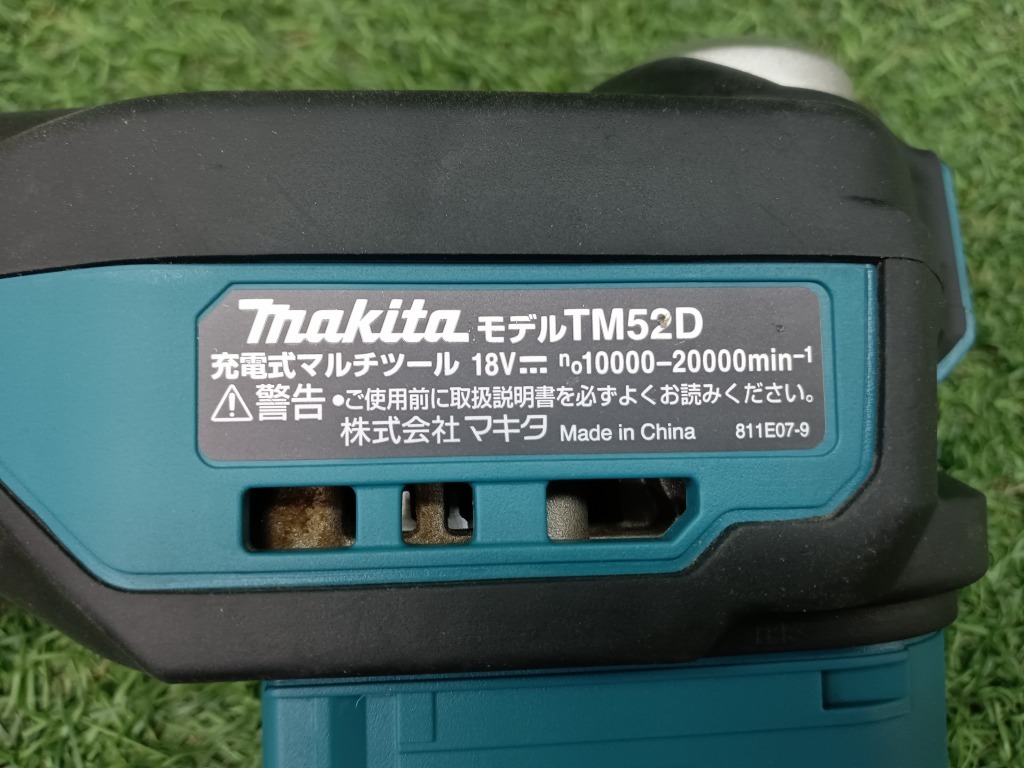 makita モデルTM52D
充電式マルチツール 18V⎓ n₀10000-20000min⁻¹
⚠警告 ●ご使用前に取扱説明書を必ずよくお読みください。
株式会社マキタ Made in China 811E07-9